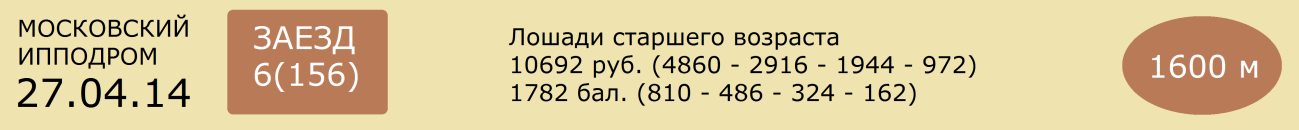 МОСКОВСКИЙ
ИППОДРОМ
27.04.14
ЗАЕЗД
6(156)
Лошади старшего возраста
10692 руб. (4860 - 2916 - 1944 - 972)
1782 бал. (810 - 486 - 324 - 162)
1600 м